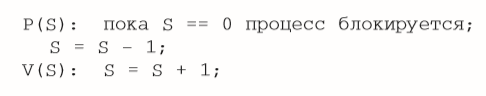 P(S): пока S == 0 процесс блокируется;
S = S – 1;
V(S): S = S + 1;